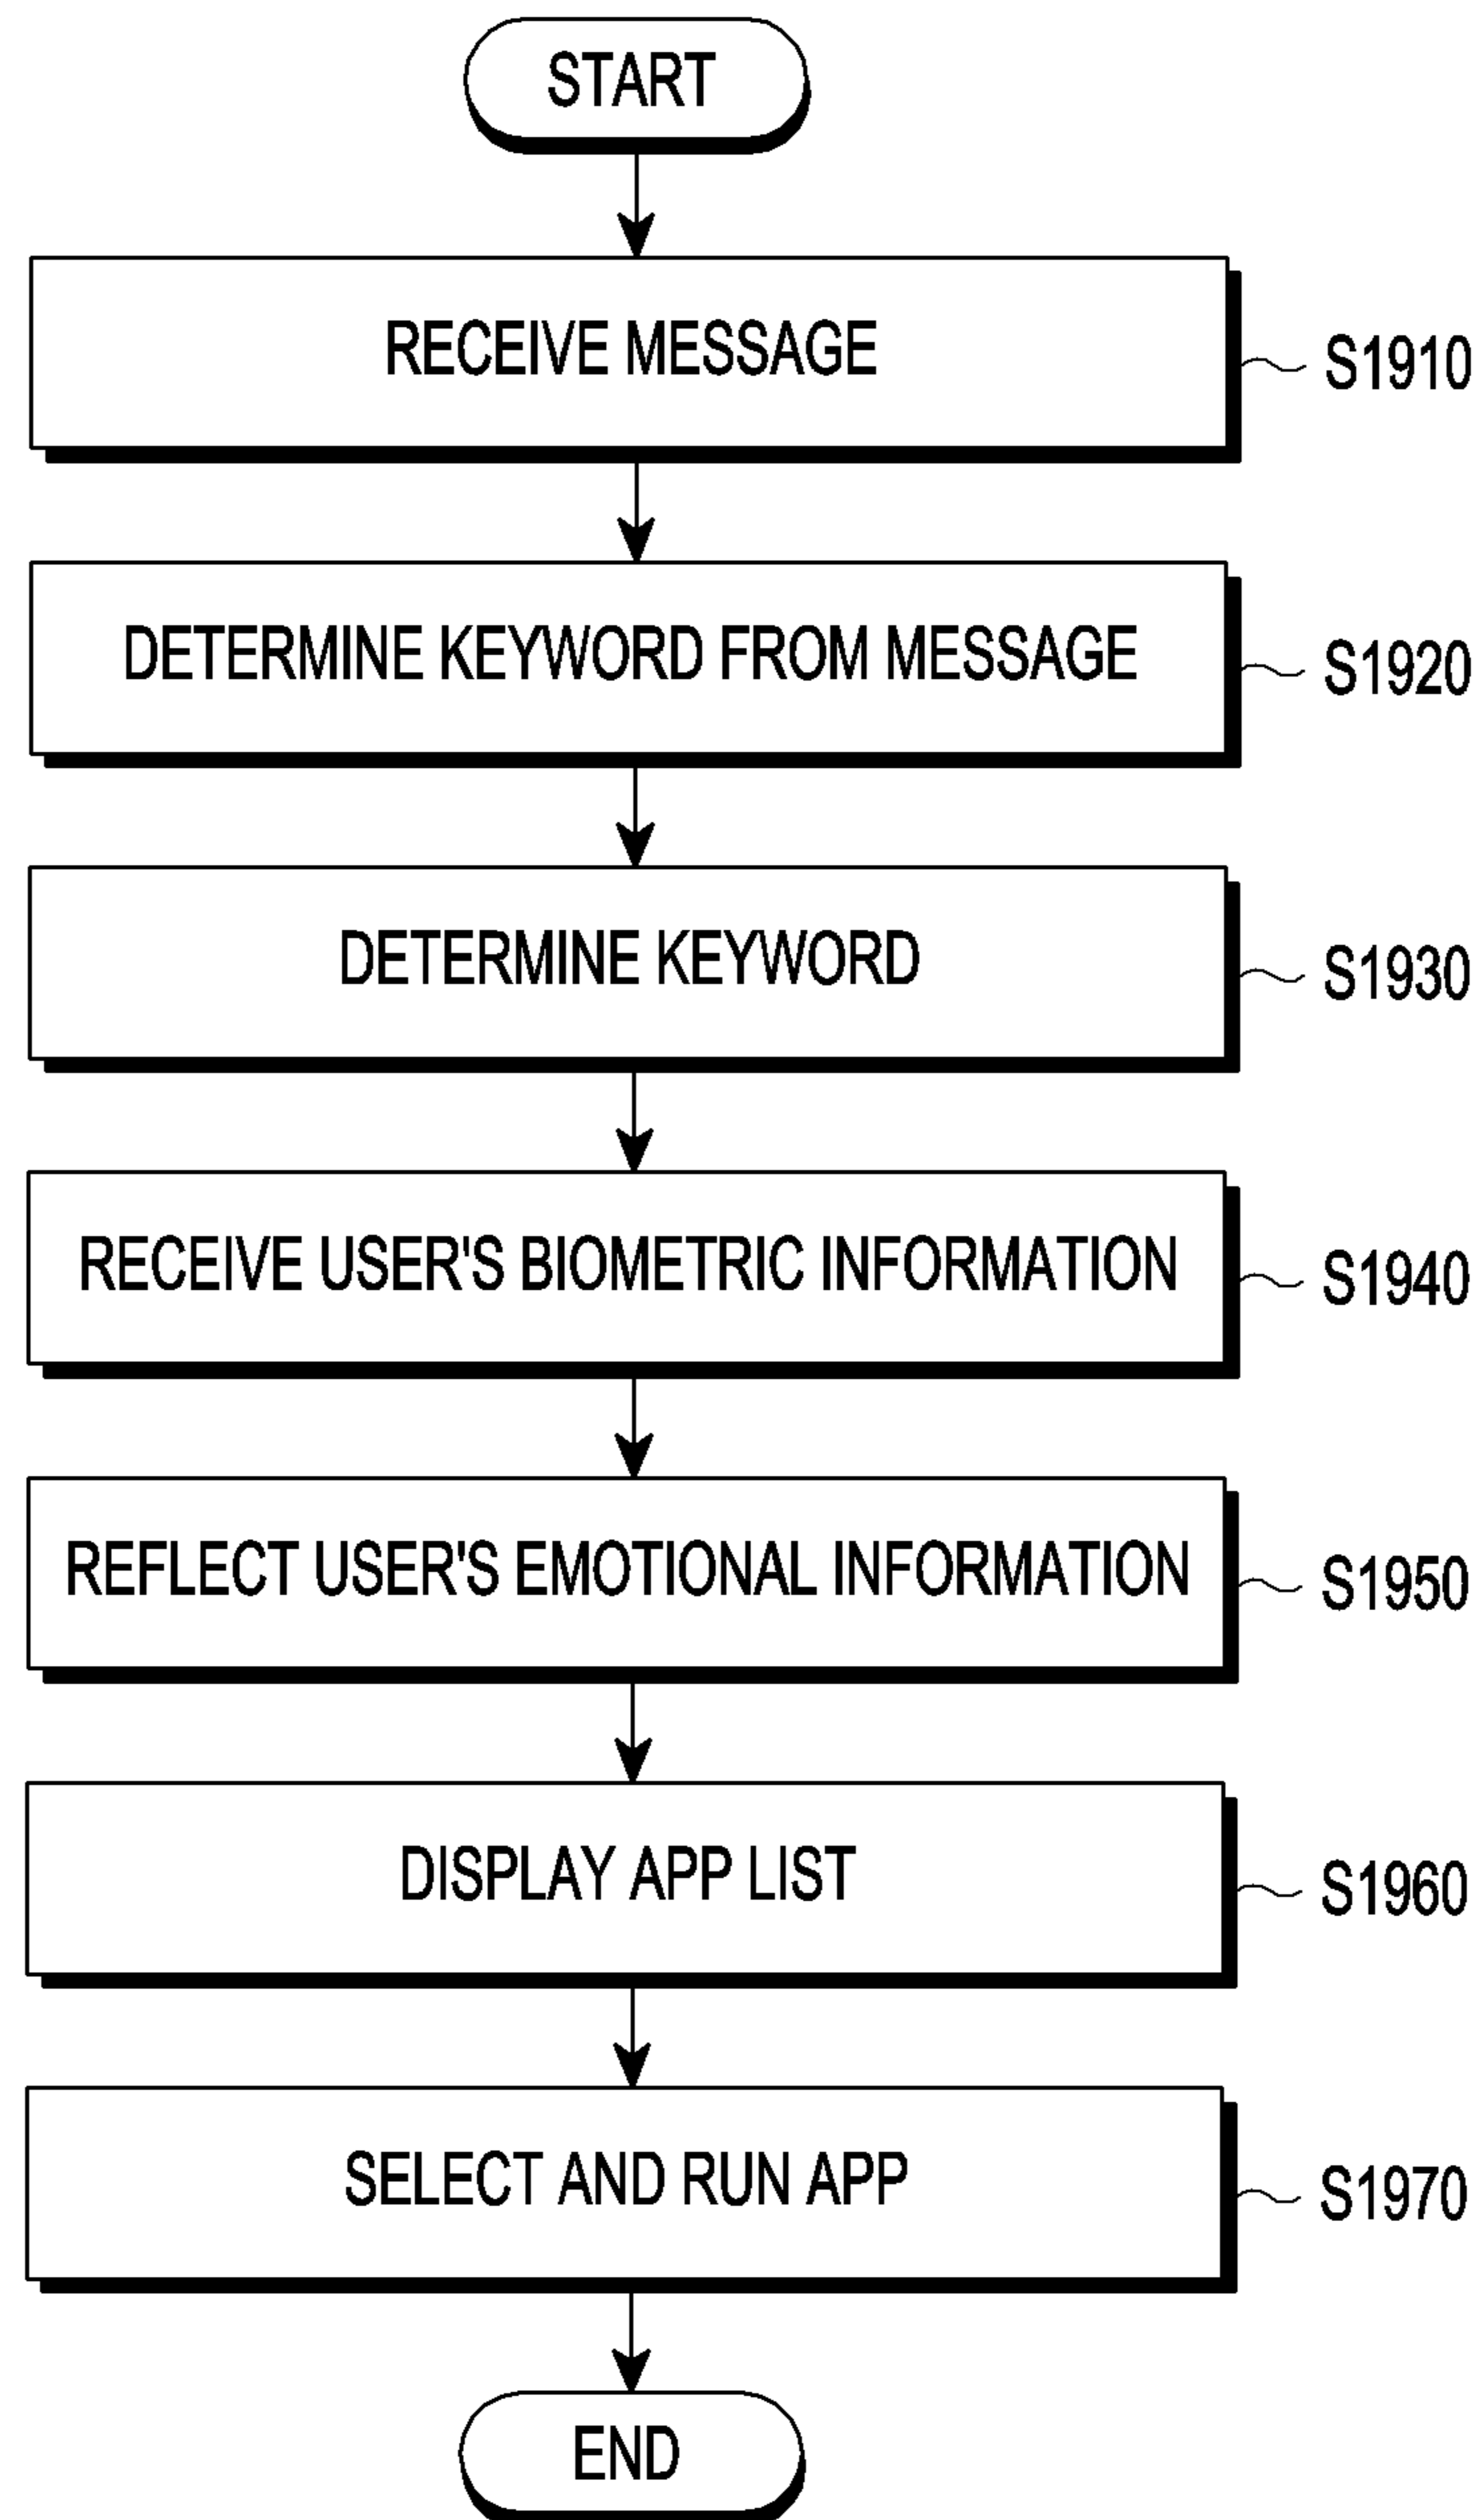 START
RECEIVE MESSAGE
S1910
DETERMINE KEYWORD FROM MESSAGE
S1920
DETERMINE KEYWORD
S1930
RECEIVE USER'S BIOMETRIC INFORMATION
S1940
REFLECT USER'S EMOTIONAL INFORMATION
S1950
DISPLAY APP LIST
S1960
SELECT AND RUN APP
S1970
END